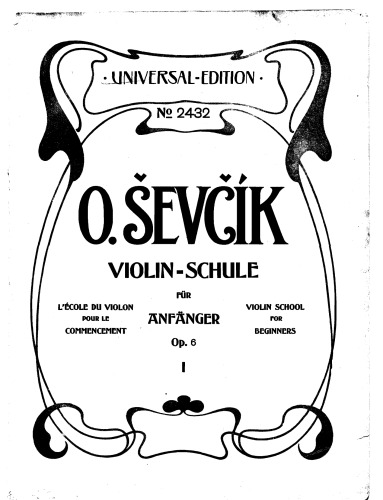 · UNIVERSAL-EDITION ·
No 2432
O. ŠEVČÍK
VIOLIN-SCHULE
FÜR
ANFÄNGER
L'ÉCOLE DU VIOLON
POUR LE
COMMENCEMENT
VIOLIN SCHOOL
FOR
BEGINNERS
Op. 6
I